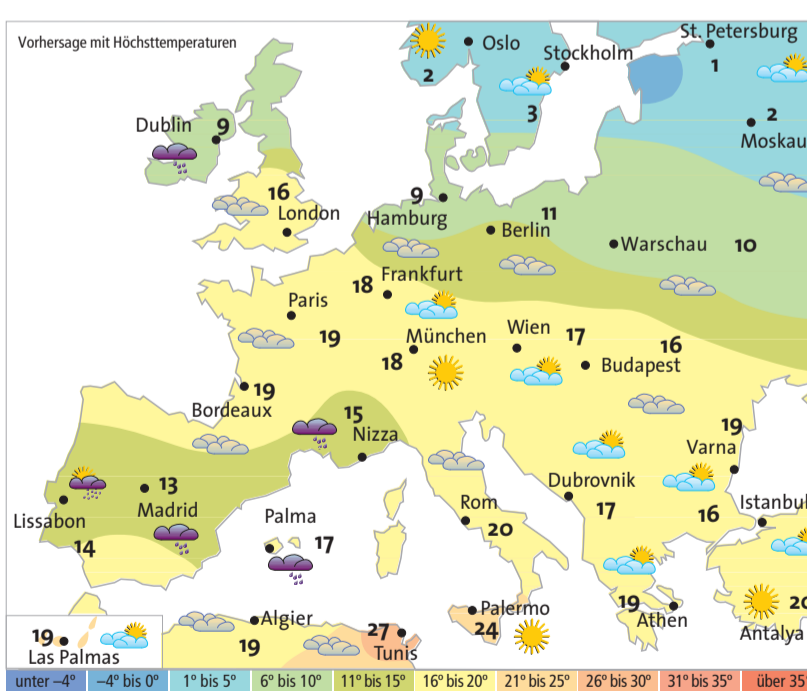 Vorhersage mit Höchsttemperaturen
Oslo
2
Stockholm
3
St. Petersburg
1
2
Moskau
Dublin 9
16
London
9
Hamburg
11
Berlin
Warschau 10
18 Frankfurt
Paris
19
München
18
Wien 17
16
Budapest
19
Bordeaux
15
Nizza
19
Varna
13
Madrid
Lissabon
14
Palma
17
Rom
20
Dubrovnik
17
16
Istanbul
19
Athen
20
Antalya
Palermo
24
Algier
19
27
Tunis
19
Las Palmas
unter –4° –4° bis 0° 1° bis 5° 6° bis 10° 11° bis 15° 16° bis 20° 21° bis 25° 26° bis 30° 31° bis 35° über 35